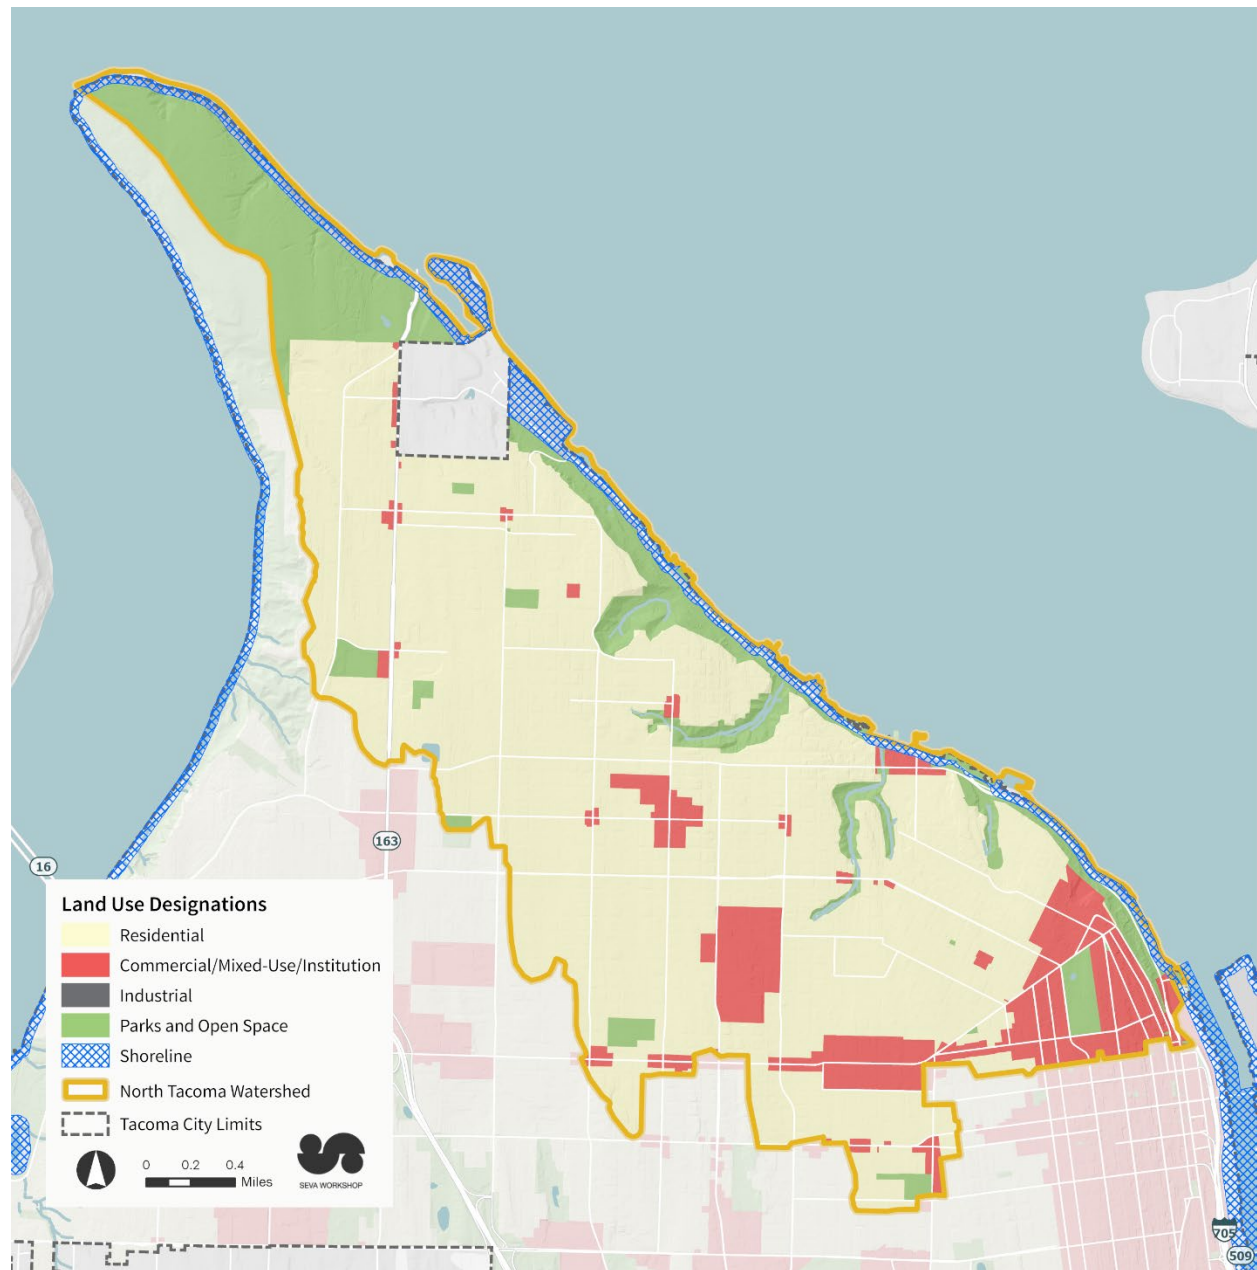 163
16
Land Use Designations
Residential
Commercial/Mixed-Use/Institution
Industrial
Parks and Open Space
Shoreline
North Tacoma Watershed
Tacoma City Limits
0 0.2 0.4
Miles
SEVA WORKSHOP
705
509